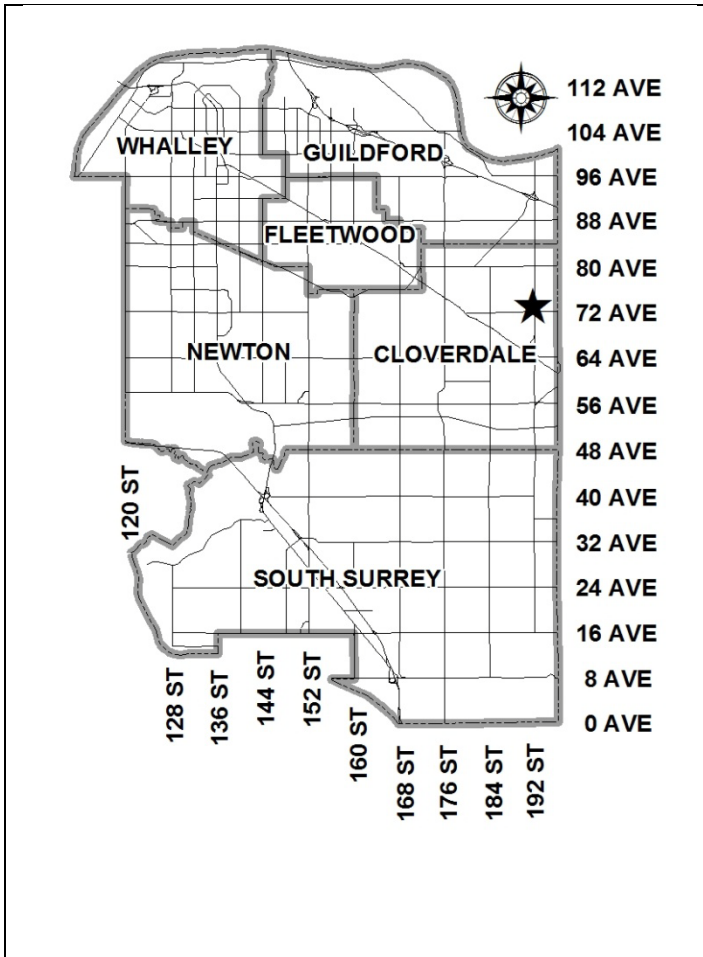 112 AVE
104 AVE
WHALLEY
GUILDFORD
96 AVE
88 AVE
FLEETWOOD
80 AVE
72 AVE
NEWTON
CLOVERDALE
64 AVE
56 AVE
48 AVE
120 ST
40 AVE
32 AVE
SOUTH SURREY
24 AVE
16 AVE
8 AVE
0 AVE
128 ST
136 ST
144 ST
152 ST
160 ST
168 ST
176 ST
184 ST
192 ST